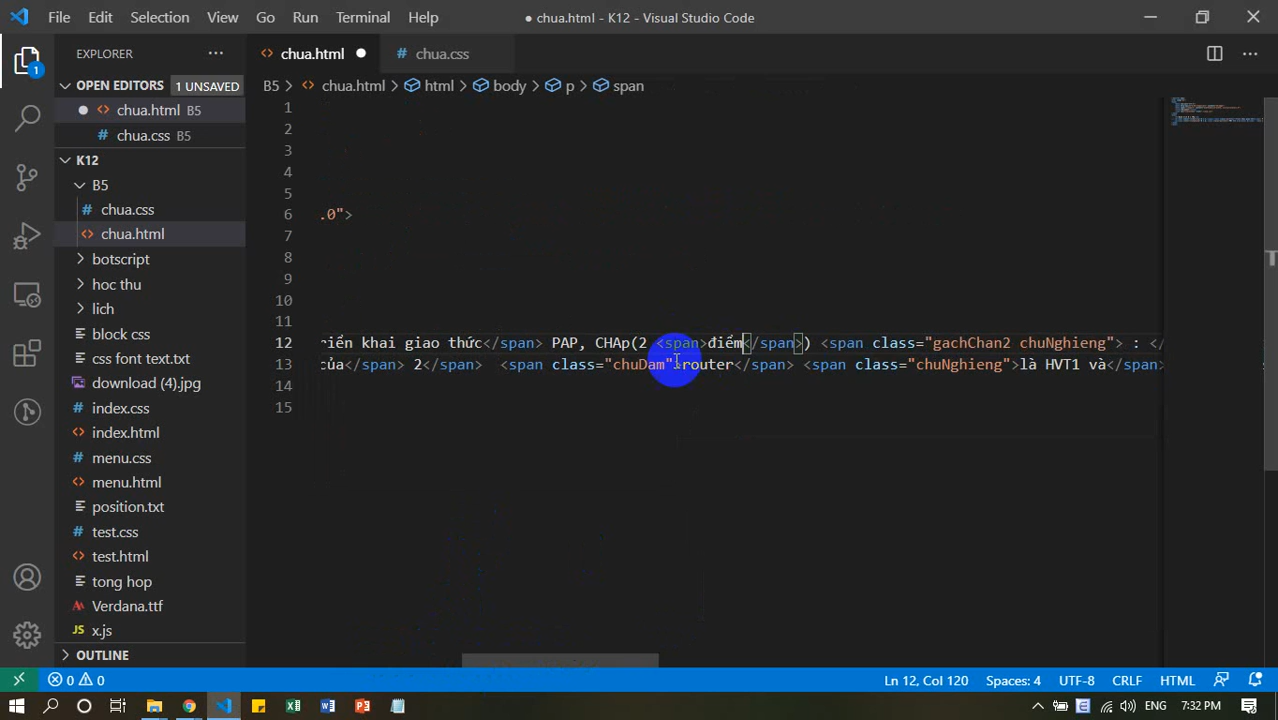 File Edit Selection View Go Run Terminal Help
● chua.html - K12 - Visual Studio Code
EXPLORER
chua.html
chua.css
OPEN EDITORS 1 UNSAVED
B5 > chua.html > html > body > p > span
chua.html B5
chua.css B5
K12
B5
chua.css
chua.html
botscript
hoc thu
lich
block css
css font text.txt
download (4).jpg
index.css
index.html
menu.css
menu.html
position.txt
test.css
test.html
tong hop
Verdana.ttf
JS x.js
OUTLINE
1
1
2
3
4
5
6 .0">
7
8
9
10
11
12 riển khai giao thức</span> PAP, CHAp(2 <span>điểm</span>) <span class="gachChan2 chuNghieng"> : </
13 của</span> 2</span> <span class="chuDam">router</span> <span class="chuNghieng">là HVT1 và</span>
14
15
0 0
Ln 12, Col 120 Spaces: 4 UTF-8 CRLF HTML
ENG 7:32 PM